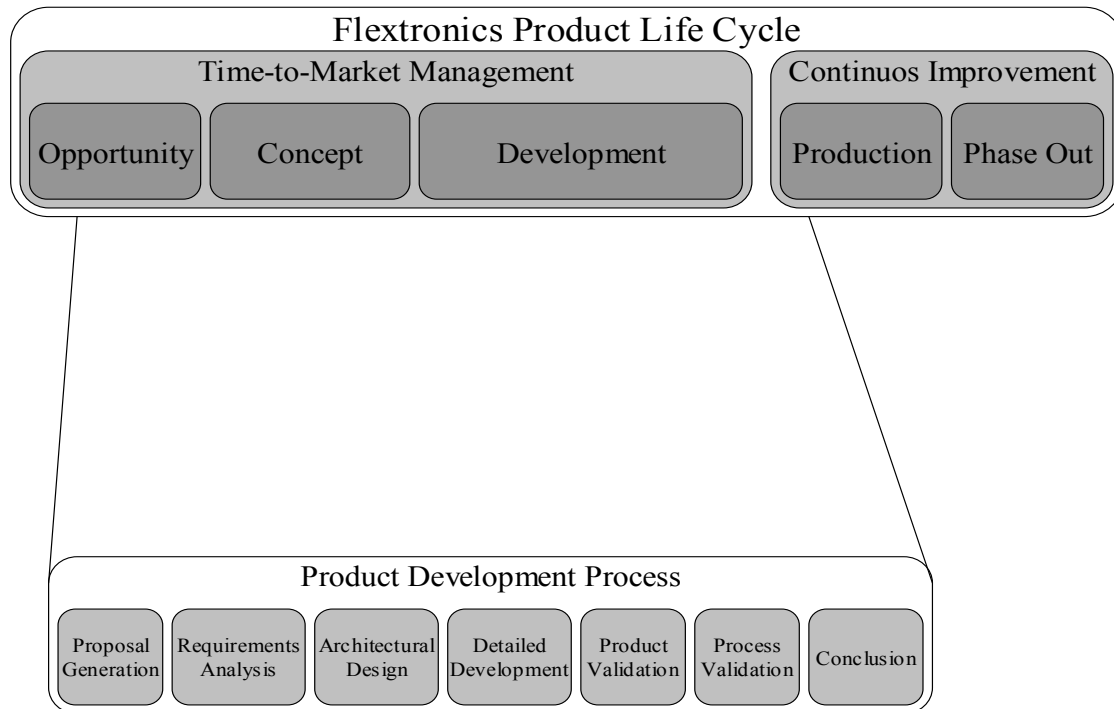 Flextronics Product Life Cycle
Time-to-Market Management
Continuos Improvement
Opportunity
Concept
Development
Production
Phase Out
Product Development Process
Proposal
Generation
Requirements
Analysis
Architectural
Design
Detailed
Development
Product
Validation
Process
Validation
Conclusion